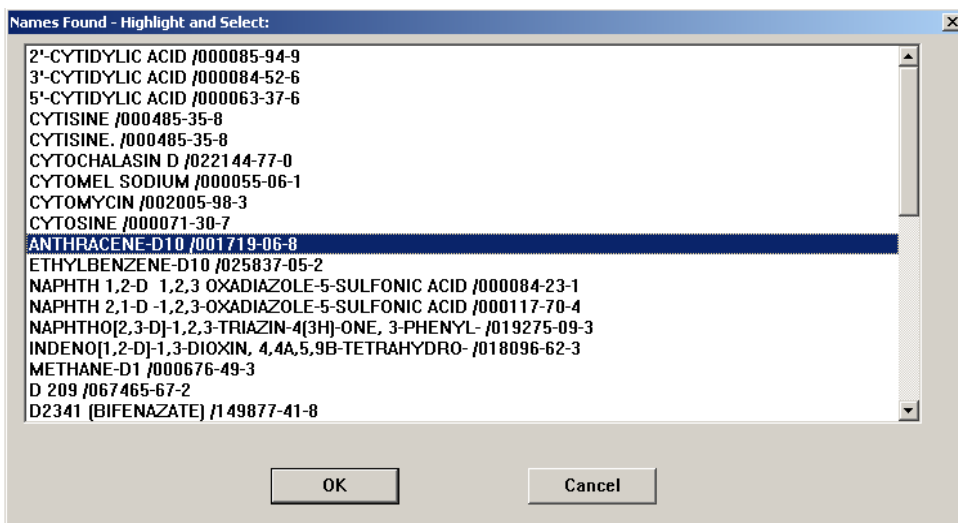 Names Found - Highlight and Select:
2'-CYTIDYLIC ACID /000085-94-9
3'-CYTIDYLIC ACID /000084-52-6
5'-CYTIDYLIC ACID /000063-37-6
CYTISINE /000485-35-8
CYTISINE. /000485-35-8
CYTOCHALASIN D /022144-77-0
CYTOMEL SODIUM /000055-06-1
CYTOMYCIN /002005-98-3
CYTOSINE /000071-30-7
ANTHRACENE-D10 /001719-06-8
ETHYLBENZENE-D10 /025837-05-2
NAPHTH 1,2-D  1,2,3 OXADIAZOLE-5-SULFONIC ACID /000084-23-1
NAPHTH 2,1-D -1,2,3-OXADIAZOLE-5-SULFONIC ACID /000117-70-4
NAPHTHO[2,3-D]-1,2,3-TRIAZIN-4(3H)-ONE, 3-PHENYL- /019275-09-3
INDENO[1,2-D]-1,3-DIOXIN, 4,4A,5,9B-TETRAHYDRO- /018096-62-3
METHANE-D1 /000676-49-3
D 209 /067465-67-2
D2341 (BIFENAZATE) /149877-41-8
OK
Cancel